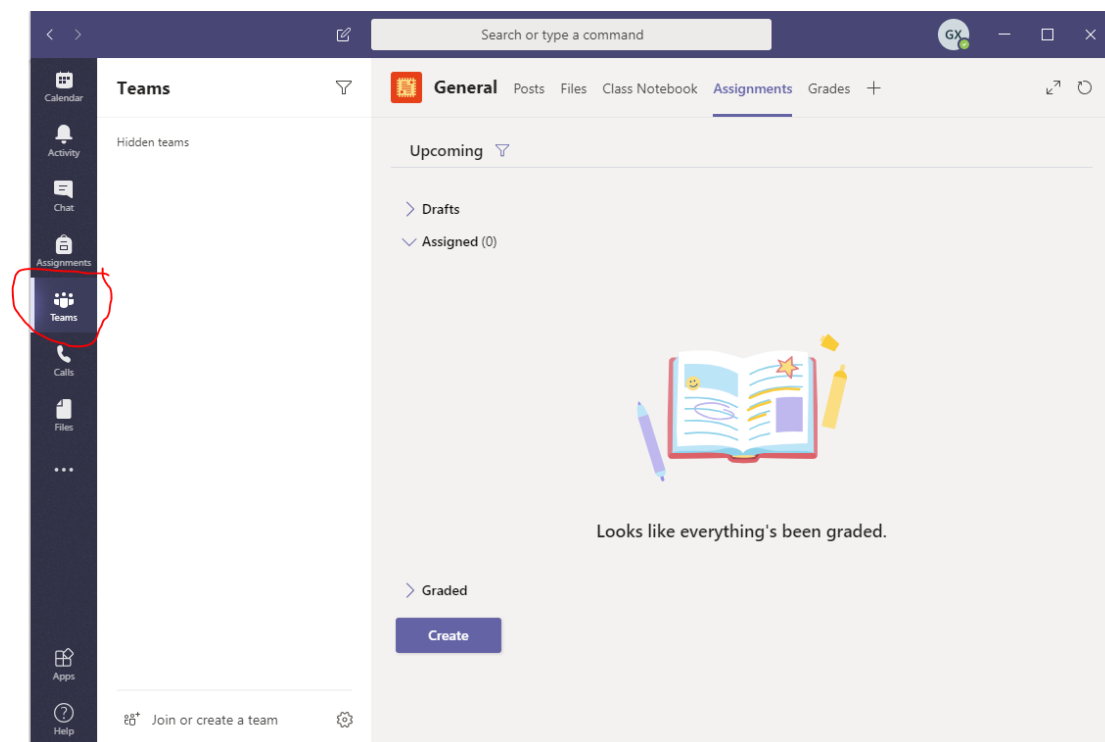 Search or type a command
GX
Calendar
Activity
Chat
Assignments
Teams
Calls
Files
Apps
Help
Teams
Hidden teams
Join or create a team
General Posts Files Class Notebook Assignments Grades
Upcoming
Drafts
Assigned (0)
Looks like everything's been graded.
Graded
Create